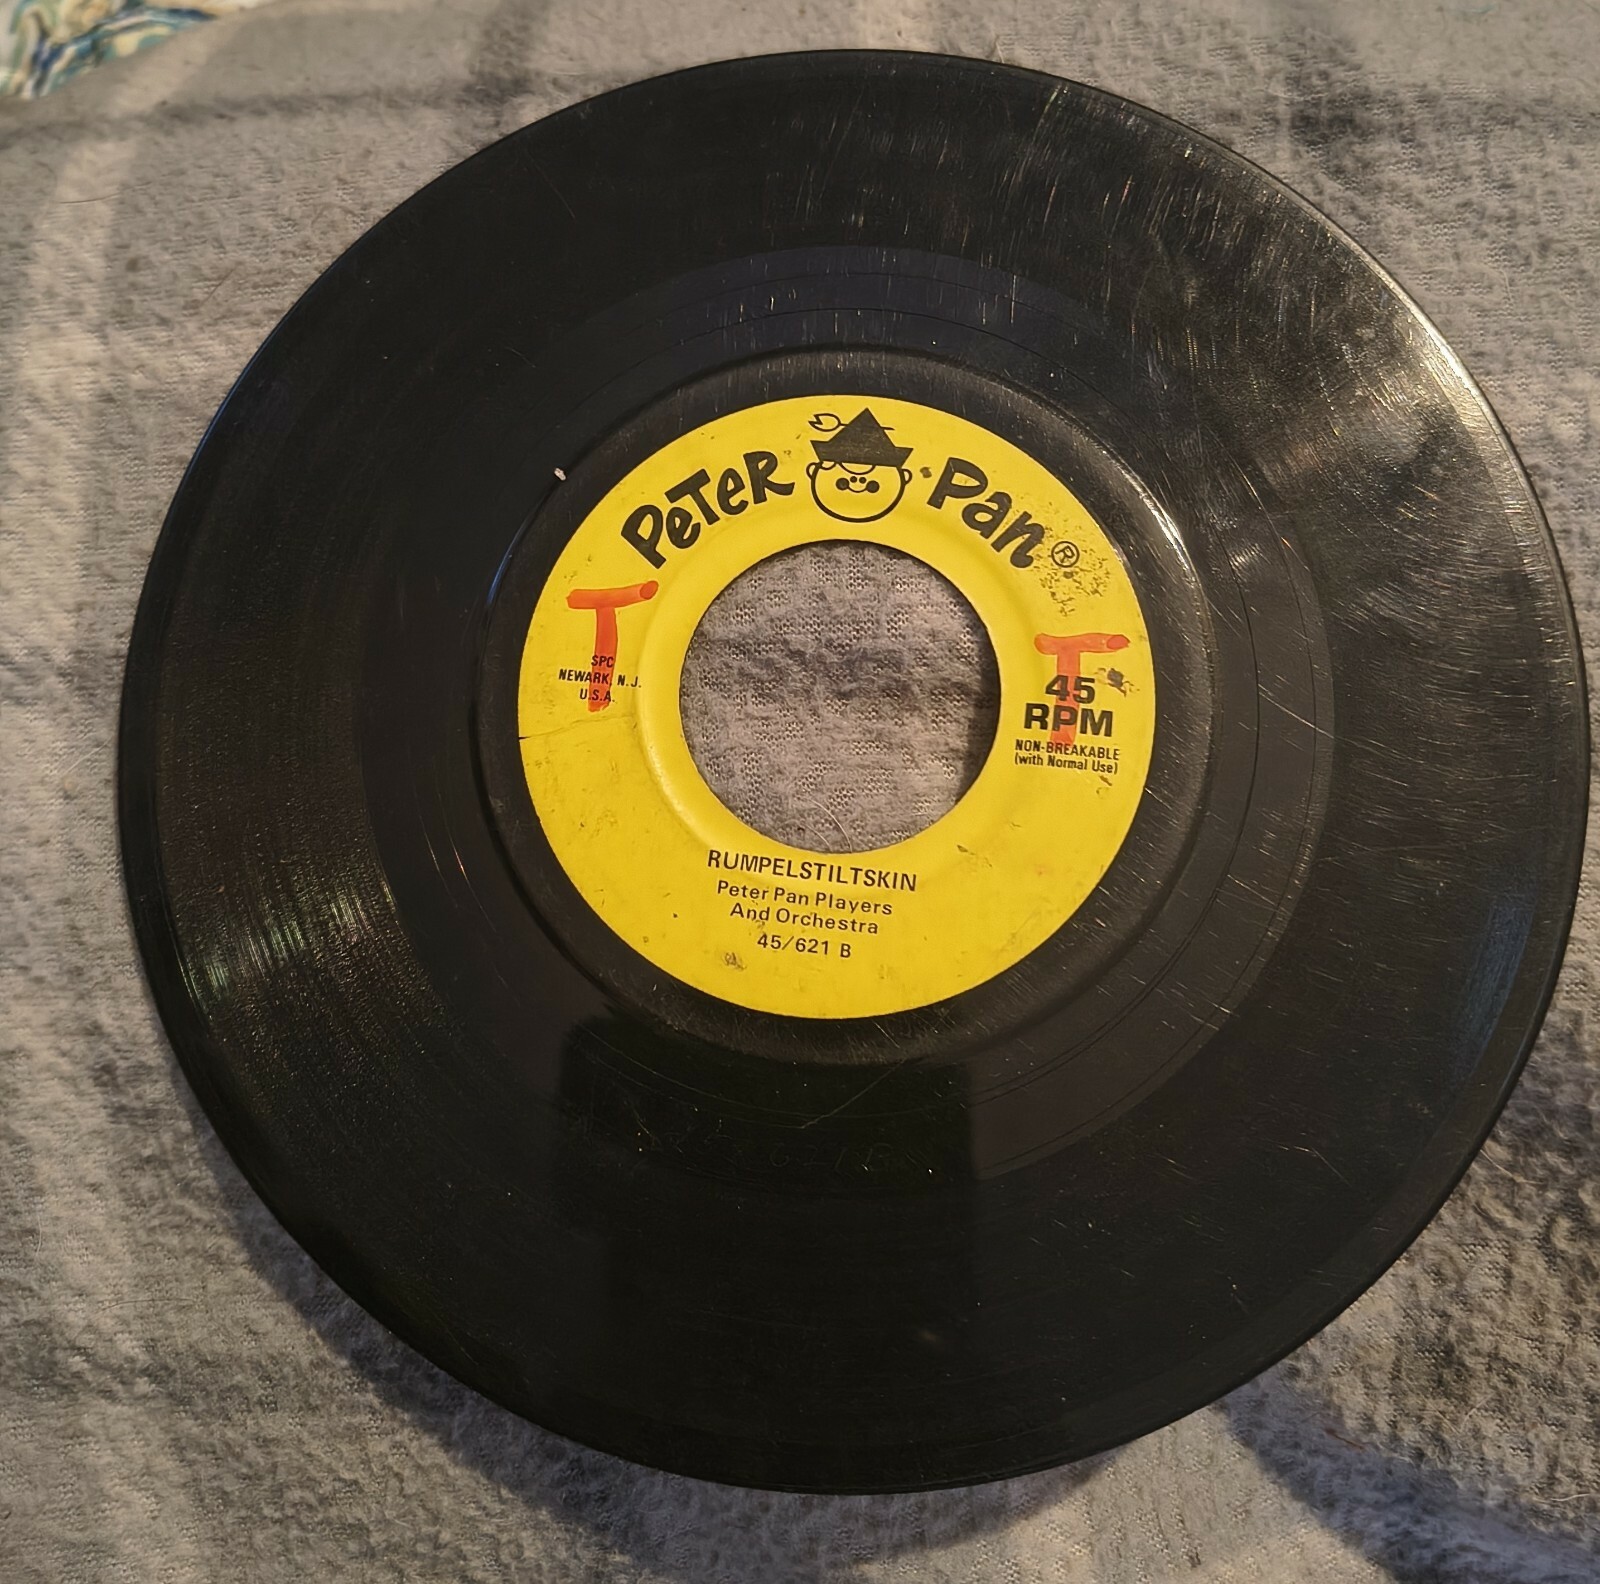 PETER Pan®
T
T
SPC
NEWARK, N.J.
U.S.A.
45
RPM
NON-BREAKABLE
(with Normal Use)
RUMPELSTILTSKIN
Peter Pan Players
And Orchestra
45/621 B